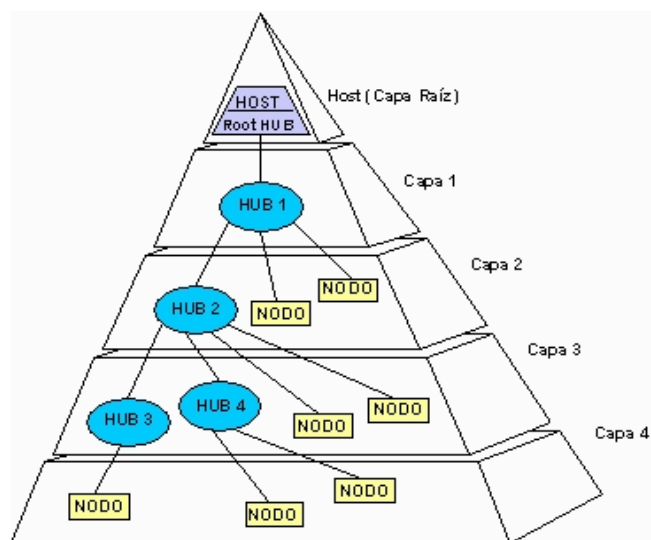 HOST
Root HUB
Host (Capa Raíz)
Capa 1
HUB 1
Capa 2
NODO
NODO
HUB 2
Capa 3
NODO
HUB 4
NODO
HUB 3
Capa 4
NODO
NODO
NODO